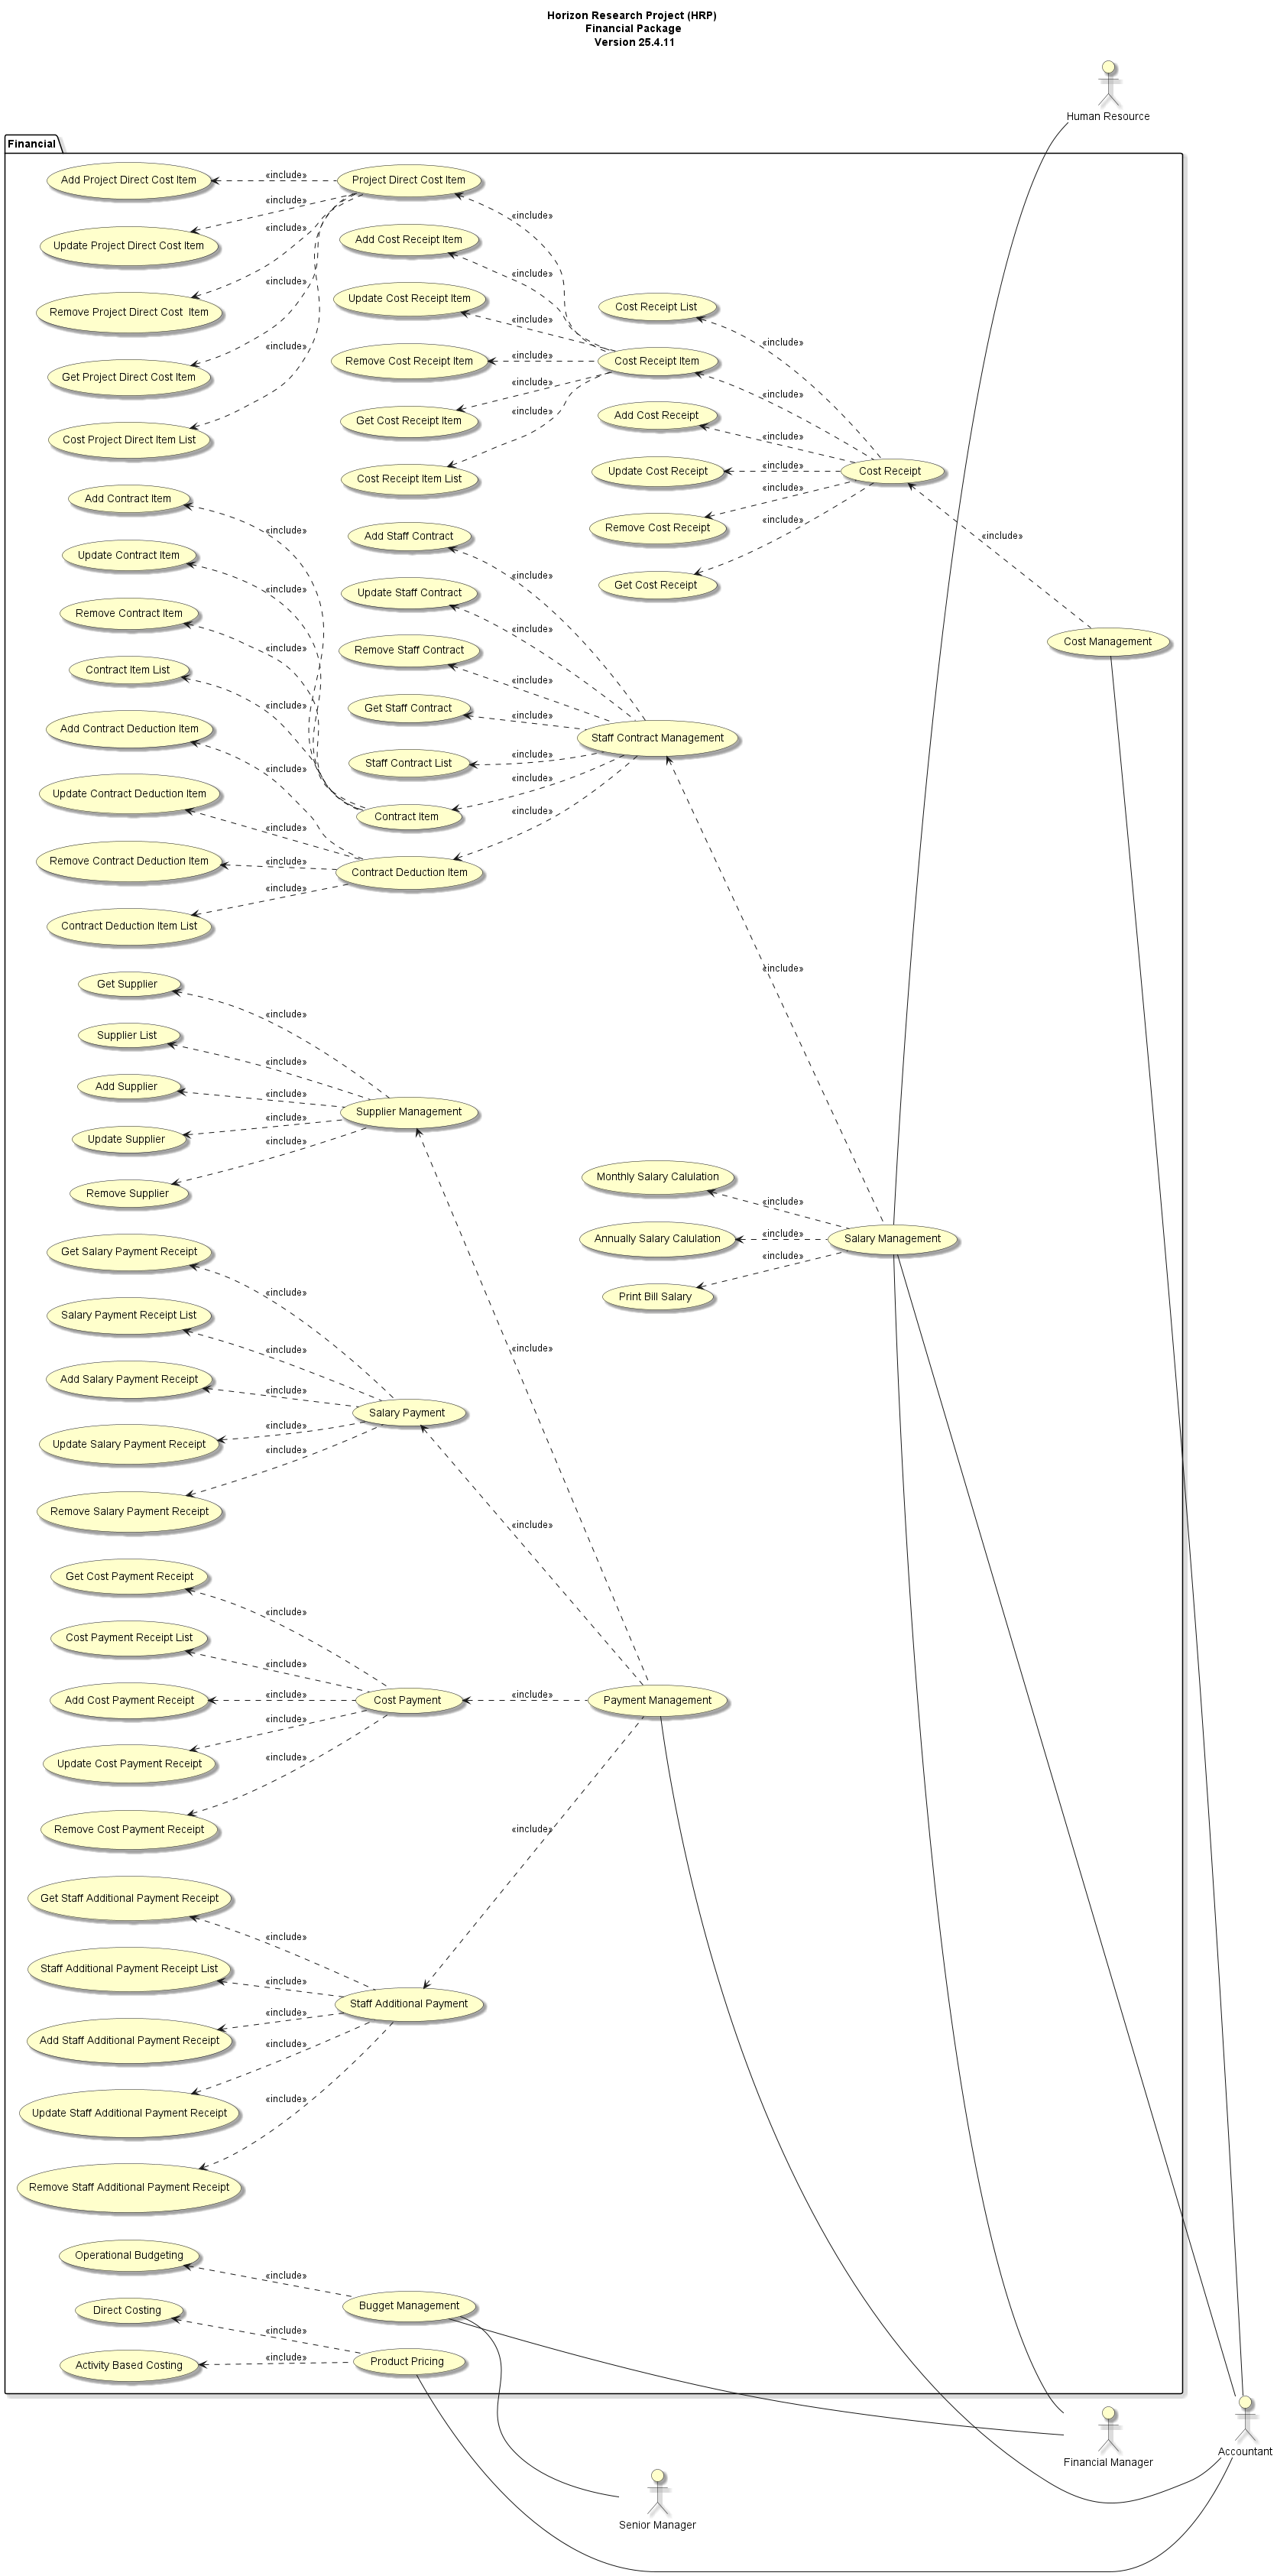 Horizon Research Project (HRP)
Financial Package
Version 25.4.11
Human Resource
Financial
Add Project Direct Cost Item
«include»
Project Direct Cost Item
«include»
Update Project Direct Cost Item
«include»
«include»
Add Cost Receipt Item
«include»
Remove Project Direct Cost  Item
«include»
Update Cost Receipt Item
«include»
Cost Receipt List
«include»
Get Project Direct Cost Item
«include»
Remove Cost Receipt Item
«include»
Cost Receipt Item
«include»
Cost Project Direct Item List
Get Cost Receipt Item
«include»
Add Cost Receipt
«include»
Cost Receipt Item List
Update Cost Receipt
«include»
Cost Receipt
Add Contract Item
«include»
Remove Cost Receipt
«include»
«include»
Add Staff Contract
«include»
Get Cost Receipt
«include»
Update Contract Item
«include»
Update Staff Contract
«include»
Remove Contract Item
«include»
Remove Staff Contract
«include»
Cost Management
Contract Item List
«include»
Get Staff Contract
«include»
Staff Contract Management
Add Contract Deduction Item
«include»
Staff Contract List
«include»
«include»
Update Contract Deduction Item
«include»
Contract Item
«include»
Remove Contract Deduction Item
«include»
Contract Deduction Item
«include»
Contract Deduction Item List
«include»
Get Supplier
«include»
Supplier List
«include»
Add Supplier
«include»
Supplier Management
Update Supplier
«include»
«include»
Remove Supplier
Monthly Salary Calulation
«include»
Annually Salary Calulation
«include»
Salary Management
Get Salary Payment Receipt
«include»
Print Bill Salary
«include»
Salary Payment Receipt List
«include»
«include»
Add Salary Payment Receipt
«include»
Salary Payment
Update Salary Payment Receipt
«include»
«include»
Remove Salary Payment Receipt
«include»
Get Cost Payment Receipt
«include»
Cost Payment Receipt List
«include»
Add Cost Payment Receipt
«include»
Cost Payment
«include»
Payment Management
Update Cost Payment Receipt
«include»
«include»
Remove Cost Payment Receipt
«include»
Get Staff Additional Payment Receipt
«include»
Staff Additional Payment Receipt List
«include»
Staff Additional Payment
Add Staff Additional Payment Receipt
«include»
«include»
Update Staff Additional Payment Receipt
«include»
Remove Staff Additional Payment Receipt
Operational Budgeting
«include»
Bugget Management
Direct Costing
«include»
Activity Based Costing
«include»
Product Pricing
Accountant
Financial Manager
Senior Manager